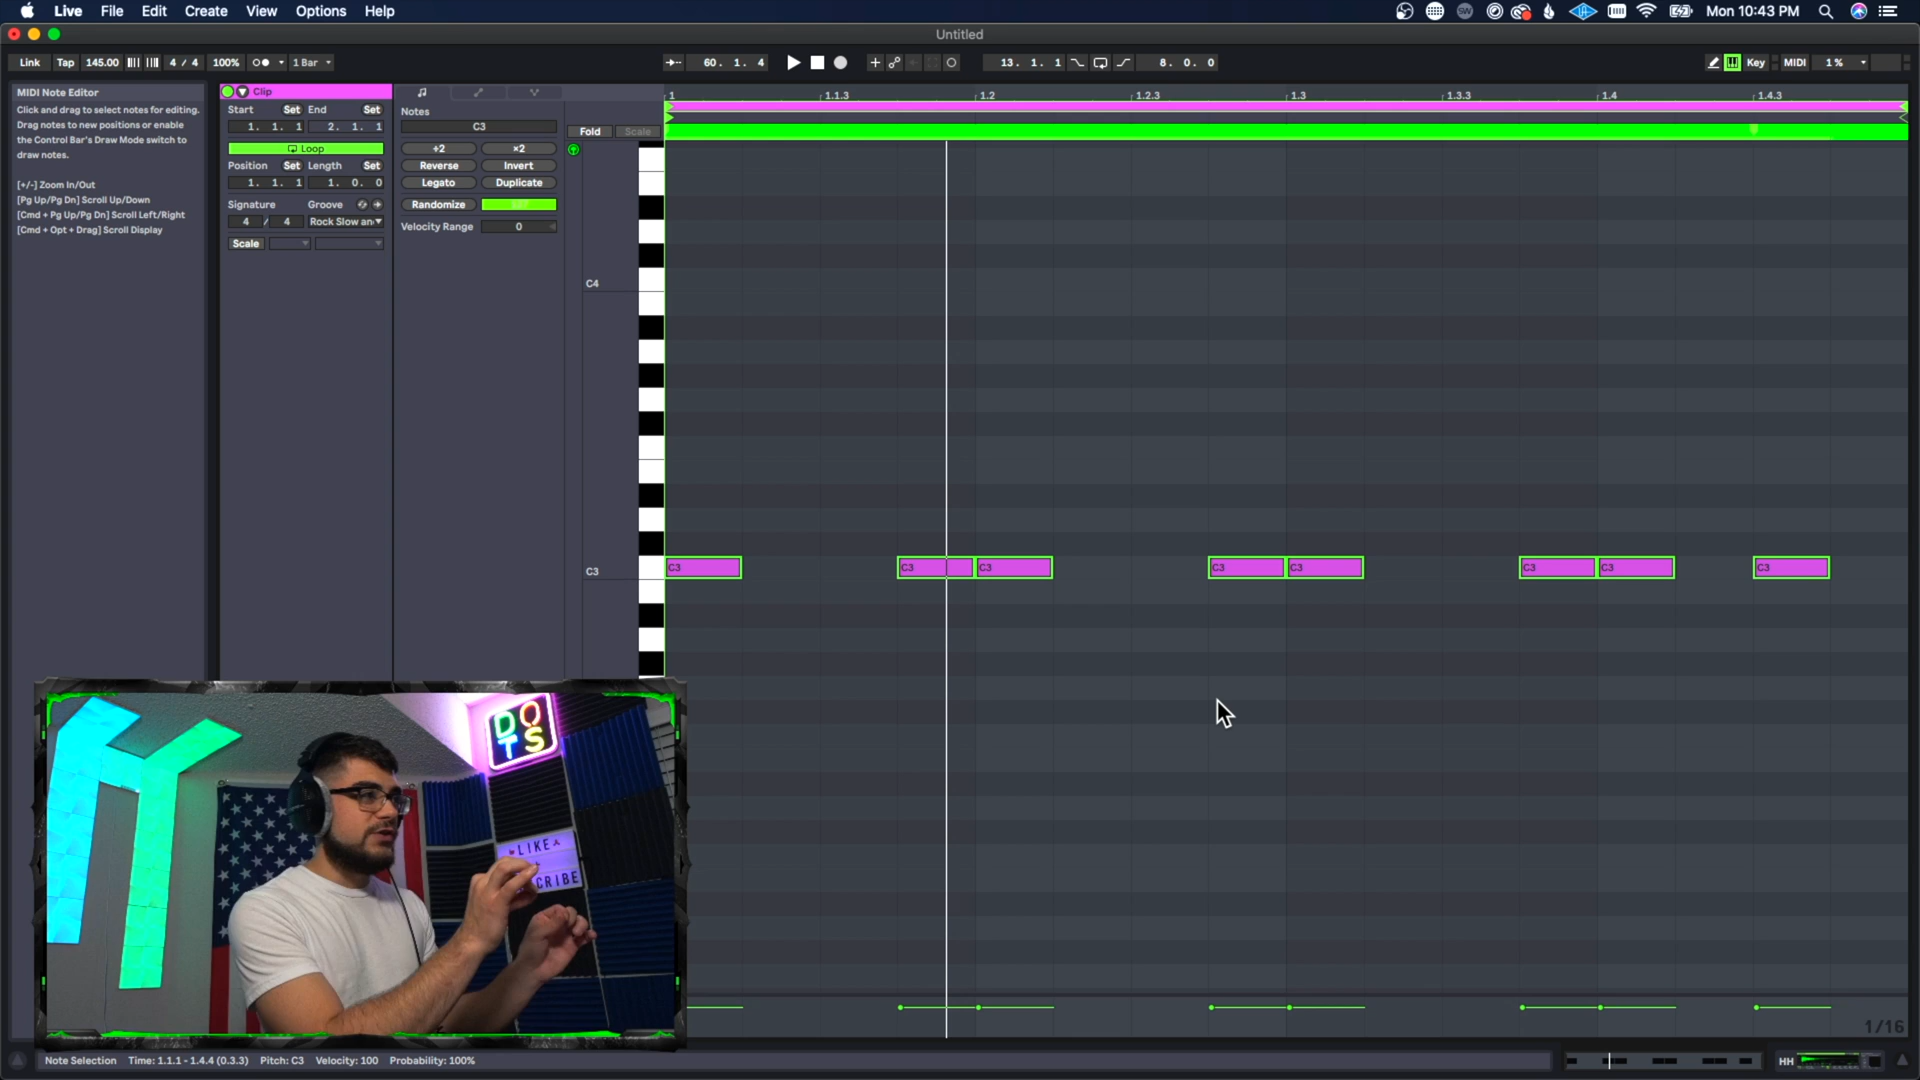 Live File Edit Create View Options Help
Mon 10:43 PM
Untitled
Link Tap 145.00 4 / 4 100% 1 Bar
60. 1. 4
13. 1. 1
8. 0. 0
Key MIDI 1 %
MIDI Note Editor
Click and drag to select notes for editing.
Drag notes to new positions or enable
the Control Bar's Draw Mode switch to
draw notes.
[+/-] Zoom In/Out
[Pg Up/Pg Dn] Scroll Up/Down
[Cmd + Pg Up/Pg Dn] Scroll Left/Right
[Cmd + Opt + Drag] Scroll Display
Clip
Start Set End Set
1. 1. 1 2. 1. 1
Loop
Position Set Length Set
1. 1. 1 1. 0. 0
Signature Groove
4 / 4 Rock Slow an
Scale
Notes
C3
÷2 ×2
Reverse Invert
Legato Duplicate
Randomize
Velocity Range 0
Fold Scale
1 1.1.3 1.2 1.2.3 1.3 1.3.3 1.4 1.4.3
C4
C3
C3 C3 C3 C3 C3 C3 C3 C3
DOTS
LIKE
CRIBE
1/16
Note Selection Time: 1.1.1 - 1.4.4 (0.3.3) Pitch: C3 Velocity: 100 Probability: 100%
HH